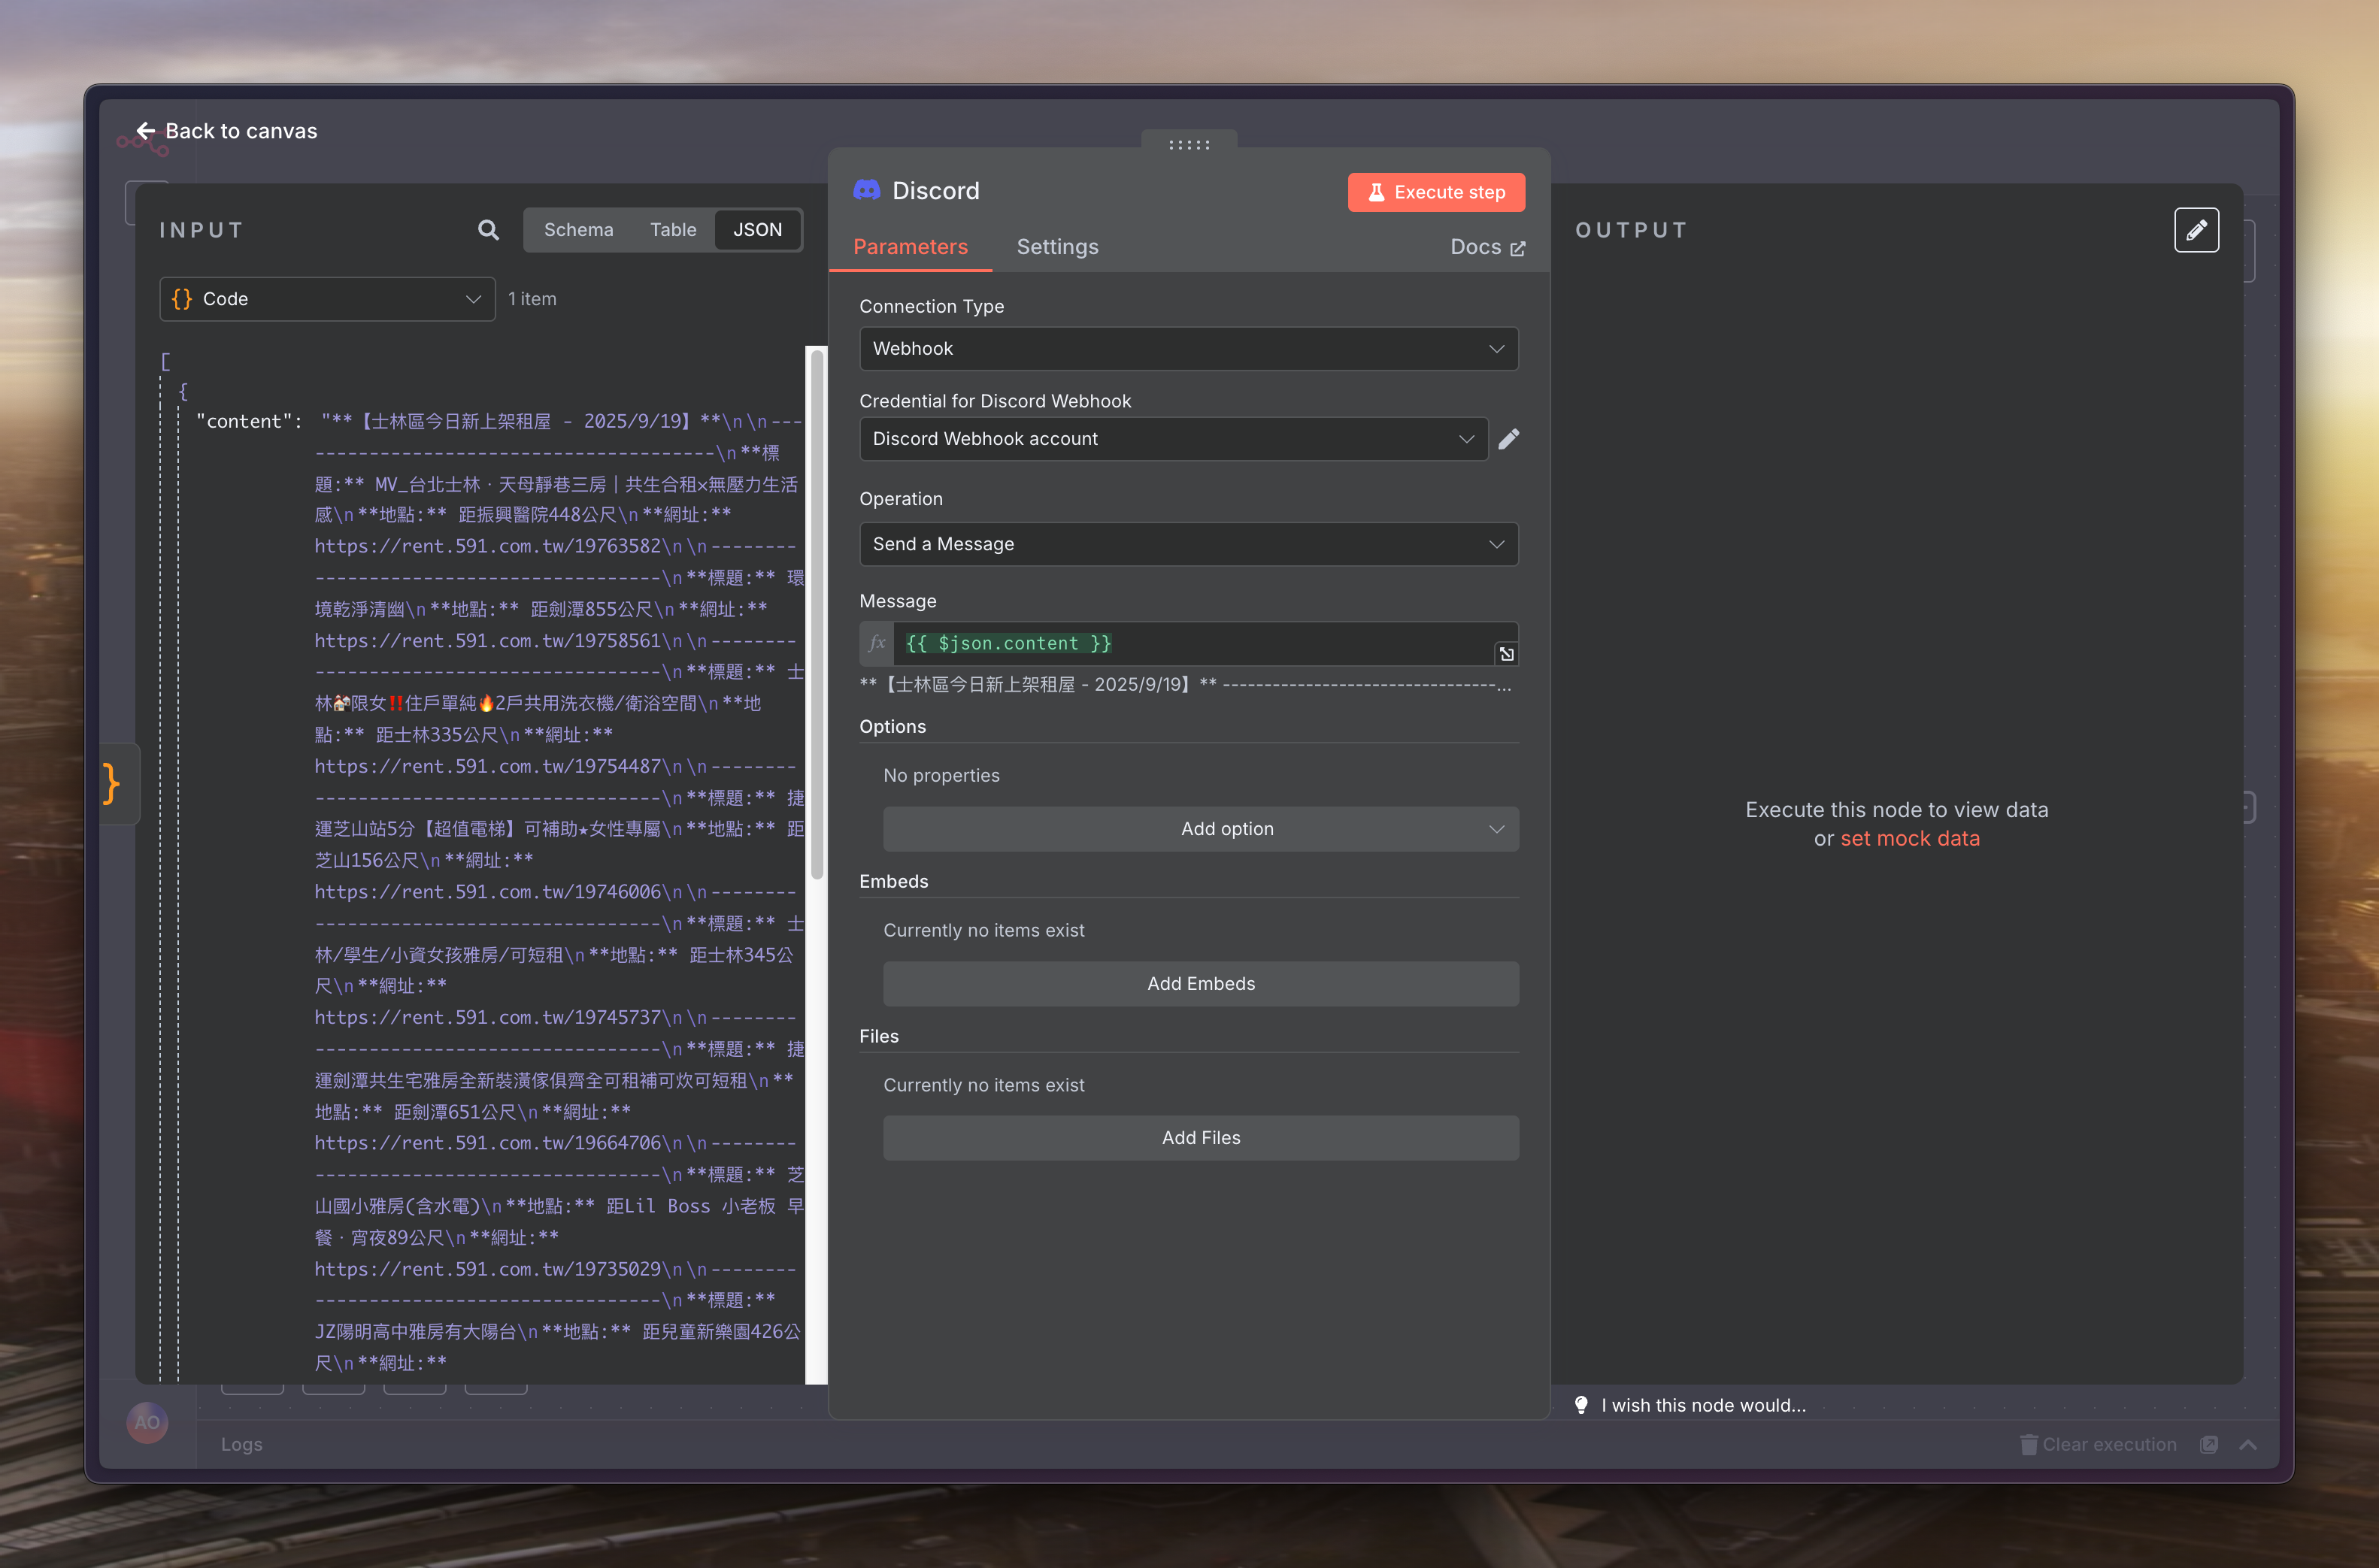 Back to canvas
INPUT
Schema
Table
JSON
Code
1 item
[
{
"content": "**【士林區今日新上架租屋 - 2025/9/19】**\n\n---
-------------------------------------\n**標
題:** MV_台北士林‧天母靜巷三房｜共生合租×無壓力生活
感\n**地點:** 距振興醫院448公尺\n**網址:**
https://rent.591.com.tw/19763582\n\n--------
--------------------------------\n**標題:** 環
境乾淨清幽\n**地點:** 距劍潭855公尺\n**網址:**
https://rent.591.com.tw/19758561\n\n--------
--------------------------------\n**標題:** 士
林🏠限女‼️住戶單純🔥2戶共用洗衣機/衛浴空間\n**地
點:** 距士林335公尺\n**網址:**
https://rent.591.com.tw/19754487\n\n--------
--------------------------------\n**標題:** 捷
運芝山站5分【超值電梯】可補助★女性專屬\n**地點:** 距
芝山156公尺\n**網址:**
https://rent.591.com.tw/19746006\n\n--------
--------------------------------\n**標題:** 士
林/學生/小資女孩雅房/可短租\n**地點:** 距士林345公
尺\n**網址:**
https://rent.591.com.tw/19745737\n\n--------
--------------------------------\n**標題:** 捷
運劍潭共生宅雅房全新裝潢傢俱齊全可租補可炊可短租\n**
地點:** 距劍潭651公尺\n**網址:**
https://rent.591.com.tw/19664706\n\n--------
--------------------------------\n**標題:** 芝
山國小雅房(含水電)\n**地點:** 距Lil Boss 小老板 早
餐‧宵夜89公尺\n**網址:**
https://rent.591.com.tw/19735029\n\n--------
--------------------------------\n**標題:**
JZ陽明高中雅房有大陽台\n**地點:** 距兒童新樂園426公
尺\n**網址:**
Discord
Execute step
Parameters
Settings
Docs
Connection Type
Webhook
Credential for Discord Webhook
Discord Webhook account
Operation
Send a Message
Message
fx
{{ $json.content }}
**【士林區今日新上架租屋 - 2025/9/19】** ---------------------------------...
Options
No properties
Add option
Embeds
Currently no items exist
Add Embeds
Files
Currently no items exist
Add Files
OUTPUT
Execute this node to view data
or set mock data
I wish this node would...
AO
Logs
Clear execution